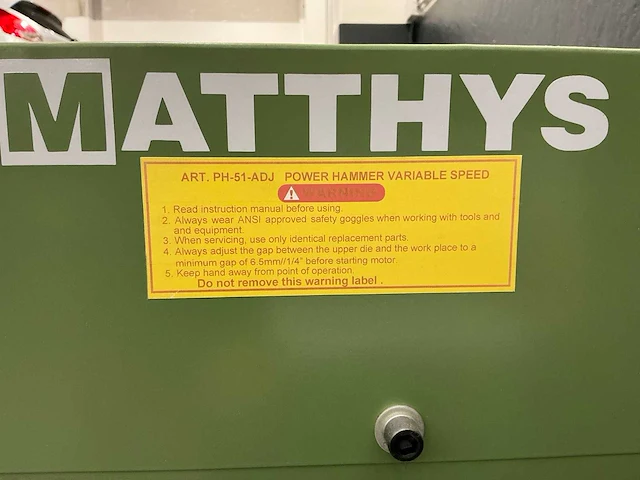 MATTHYS
ART. PH-51-ADJ POWER HAMMER VARIABLE SPEED
WARNING
1. Read instruction manual before using.
2. Always wear ANSI approved safety goggles when working with tools and
and equipment.
3. When servicing, use only identical replacement parts.
4. Always adjust the gap between the upper die and the work place to a
minimum gap of 6.5mm//1/4" before starting motor.
5. Keep hand away from point of operation.
Do not remove this warning label .